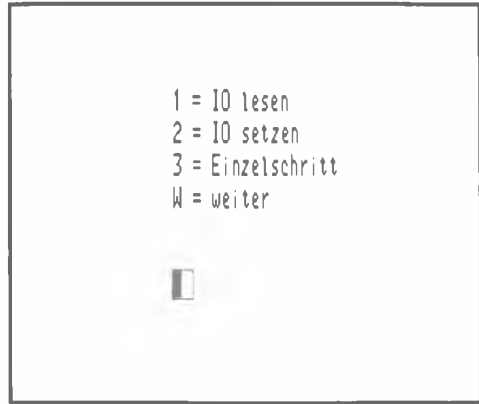 1 = IO lesen
2 = IO setzen
3 = Einzelschritt
W = weiter